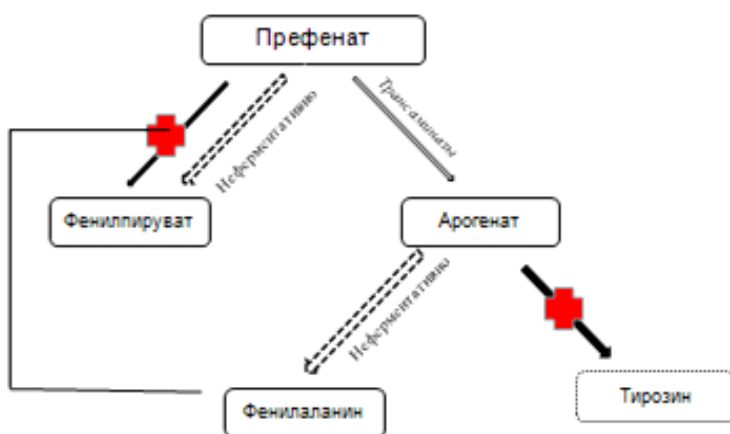 Префенат
Неферментативно
Трансаминазы
Фенилпируват
Арогенат
Неферментативно
Фенилаланин
Тирозин